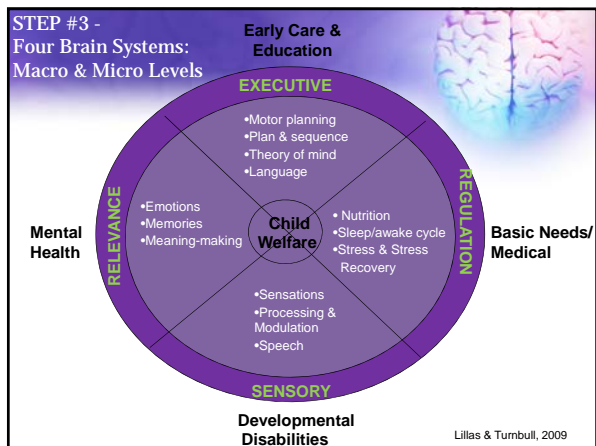 STEP #3 -
Four Brain Systems:
Macro & Micro Levels
Early Care &
Education
EXECUTIVE
•Motor planning
•Plan & sequence
•Theory of mind
•Language
RELEVANCE
•Emotions
•Memories
•Meaning-making
Mental
Health
Child
Welfare
• Nutrition
•Sleep/awake cycle
•Stress & Stress
Recovery
REGULATION
Basic Needs/
Medical
•Sensations
•Processing &
Modulation
•Speech
SENSORY
Developmental
Disabilities
Lillas & Turnbull, 2009